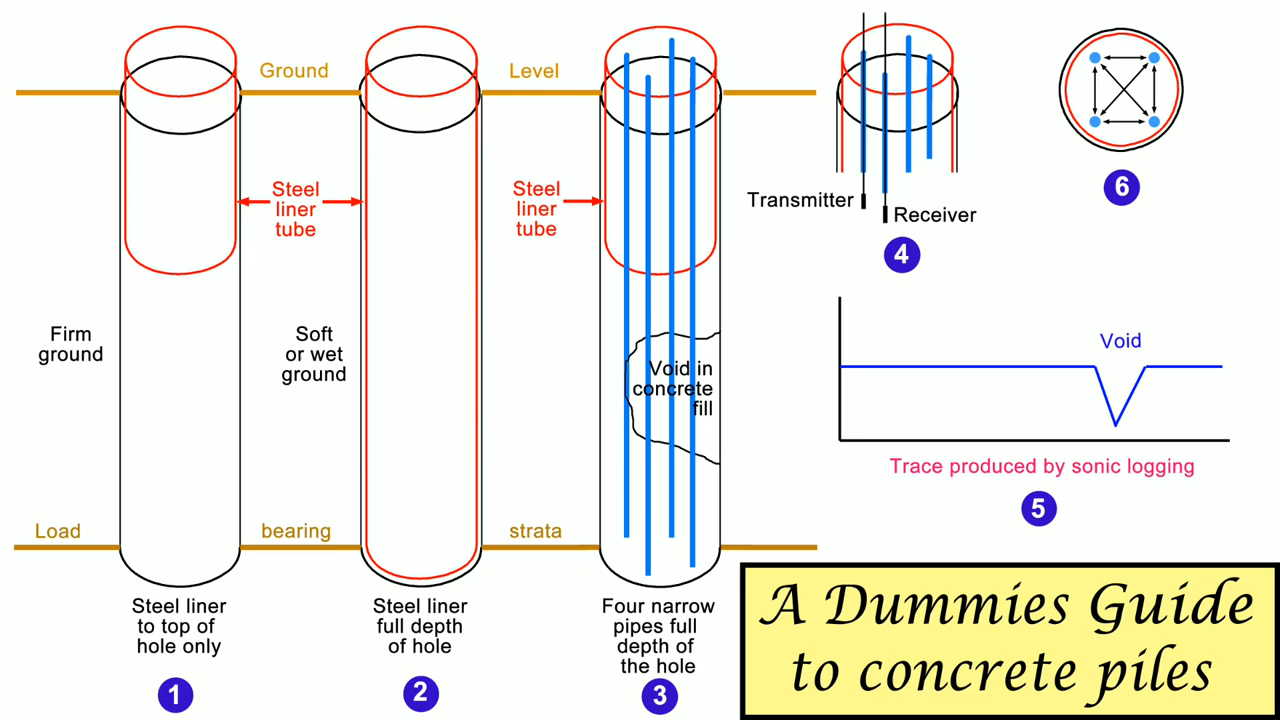 Ground
Level
Steel
liner
tube
Steel
liner
tube
Firm
ground
Soft
or wet
ground
Void in
concrete
fill
Load
bearing
strata
Steel liner
to top of
hole only
1
Steel liner
full depth
of hole
2
Four narrow
pipes full
depth of
the hole
3
Transmitter
Receiver
4
6
Void
Trace produced by sonic logging
5
A Dummies Guide
to concrete piles